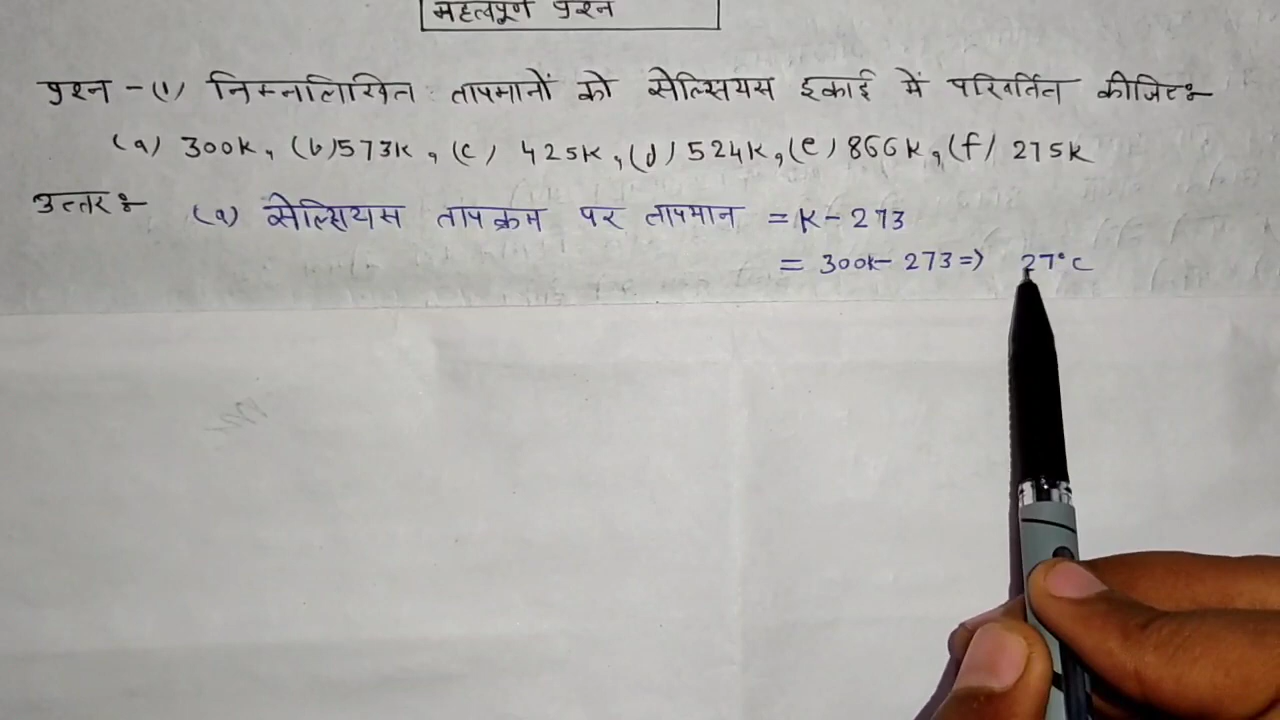 महत्वपूर्ण प्रश्न
प्रश्न -(1) निम्नलिखित तापमानों को सेल्सियस इकाई में परिवर्तित कीजिए:
(a) 300K, (b) 573K, (c) 425K, (d) 524K, (e) 866K, (f) 275K
उत्तर: (a) सेल्सियस तापक्रम पर तापमान = K - 273
= 300K - 273 => 27°C